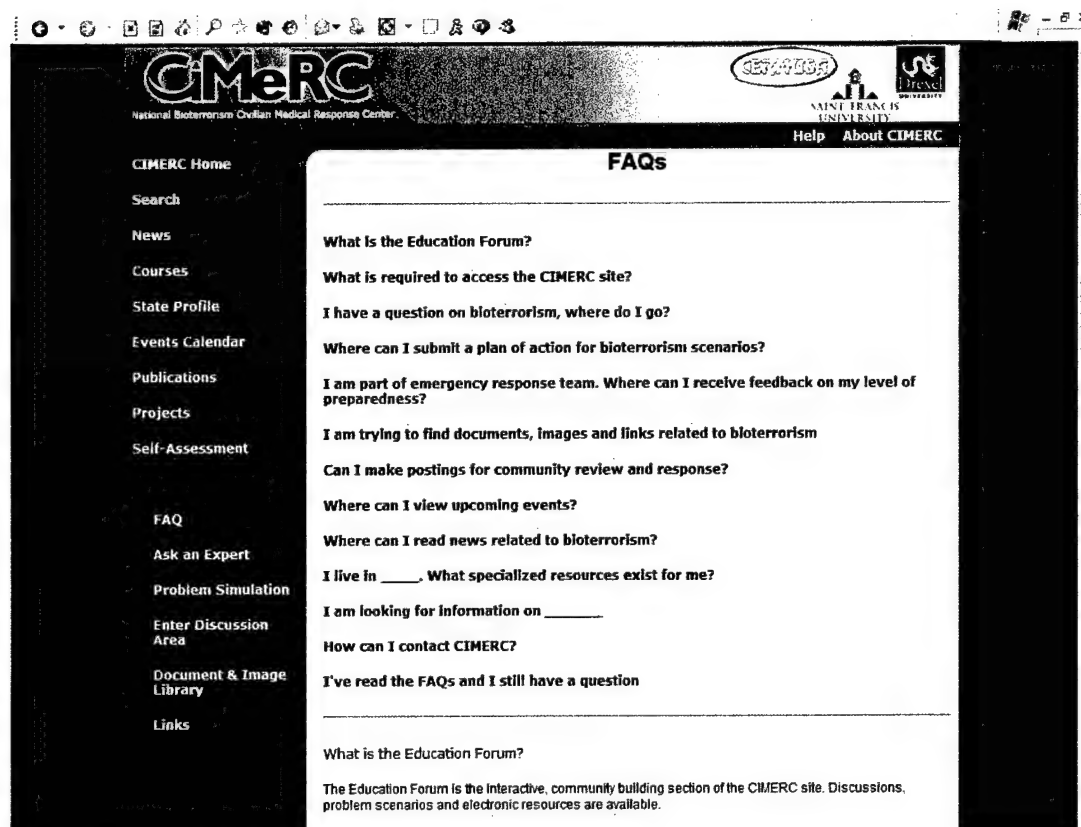 CiMeRC
National Bioterrorism Civilian Medical Response Center
Drexel
UNIVERSITY
SAINT FRANCIS
UNIVERSITY
Help About CIMERC
CIMERC Home
Search
News
Courses
State Profile
Events Calendar
Publications
Projects
Self-Assessment
FAQ
Ask an Expert
Problem Simulation
Enter Discussion
Area
Document & Image
Library
Links
FAQs
What is the Education Forum?
What is required to access the CIMERC site?
I have a question on bioterrorism, where do I go?
Where can I submit a plan of action for bioterrorism scenarios?
I am part of emergency response team. Where can I receive feedback on my level of
preparedness?
I am trying to find documents, images and links related to bioterrorism
Can I make postings for community review and response?
Where can I view upcoming events?
Where can I read news related to bioterrorism?
I live in _____. What specialized resources exist for me?
I am looking for information on _______
How can I contact CIMERC?
I've read the FAQs and I still have a question
What is the Education Forum?
The Education Forum is the interactive, community building section of the CIMERC site. Discussions,
problem scenarios and electronic resources are available.